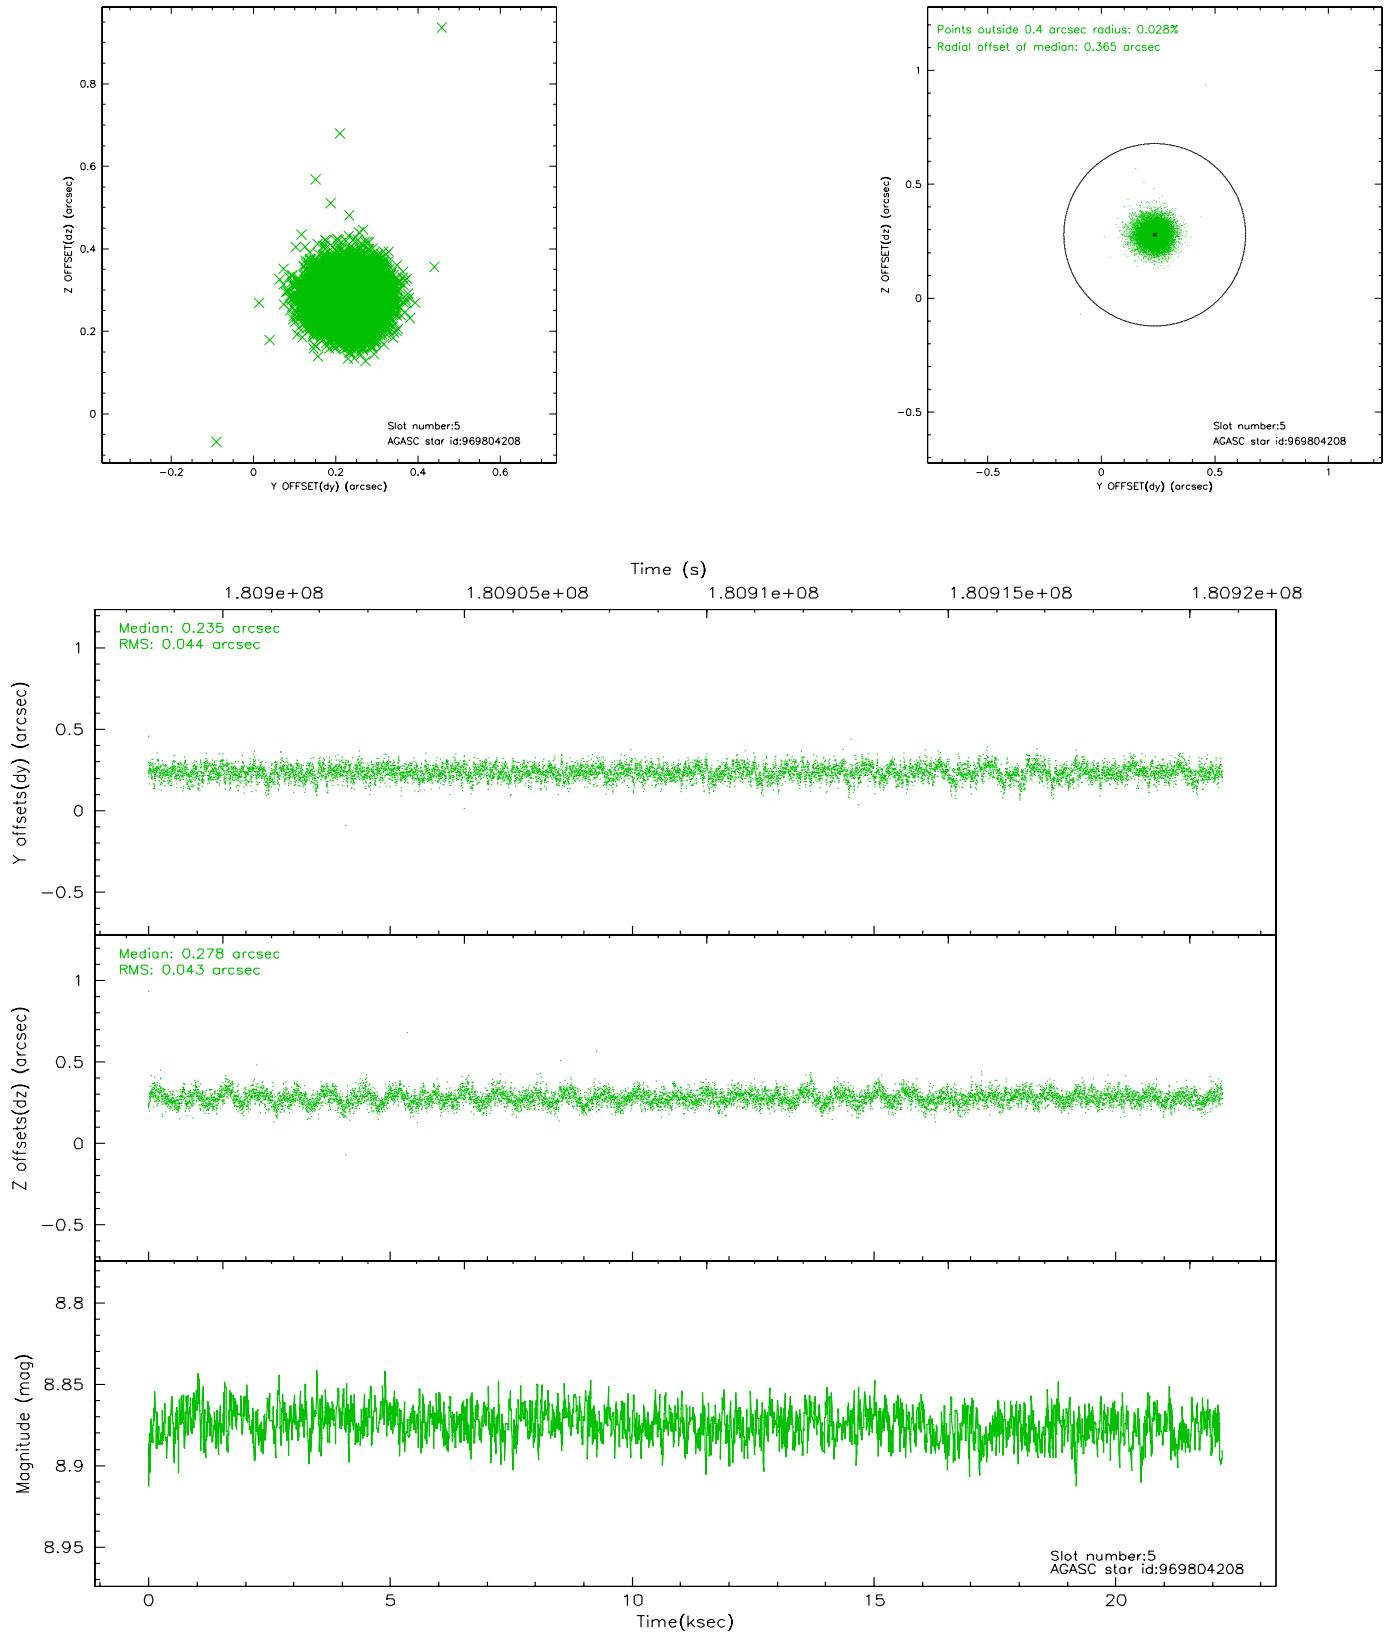 0.8
0.6
0.4
0.2
0
Z OFFSET(dz) (arcsec)
Slot number:5
AGASC star id:969804208
−0.2 0 0.2 0.4 0.6
Y OFFSET(dy) (arcsec)
Points outside 0.4 arcsec radius: 0.028%
Radial offset of median: 0.365 arcsec
1
0.5
0
−0.5
Z OFFSET(dz) (arcsec)
Slot number:5
AGASC star id:969804208
−0.5 0 0.5 1
Y OFFSET(dy) (arcsec)
Time (s)
1.809e+08 1.80905e+08 1.8091e+08 1.80915e+08 1.8092e+08
Median: 0.235 arcsec
RMS: 0.044 arcsec
1
0.5
0
−0.5
Y offsets(dy) (arcsec)
Median: 0.278 arcsec
RMS: 0.043 arcsec
1
0.5
0
−0.5
Z offsets(dz) (arcsec)
8.8
8.85
8.9
8.95
Magnitude (mag)
Slot number:5
AGASC star id:969804208
0 5 10 15 20
Time(ksec)